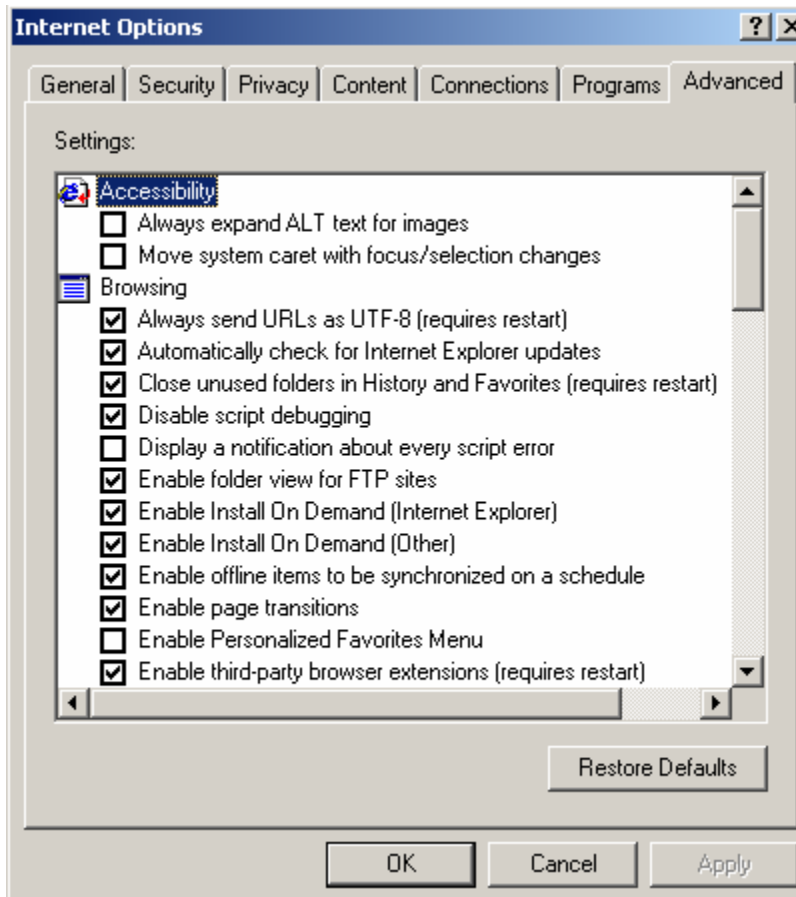 Internet Options
General Security Privacy Content Connections Programs Advanced
Settings:
Accessibility
Always expand ALT text for images
Move system caret with focus/selection changes
Browsing
Always send URLs as UTF-8 (requires restart)
Automatically check for Internet Explorer updates
Close unused folders in History and Favorites (requires restart)
Disable script debugging
Display a notification about every script error
Enable folder view for FTP sites
Enable Install On Demand (Internet Explorer)
Enable Install On Demand (Other)
Enable offline items to be synchronized on a schedule
Enable page transitions
Enable Personalized Favorites Menu
Enable third-party browser extensions (requires restart)
Restore Defaults
OK Cancel Apply